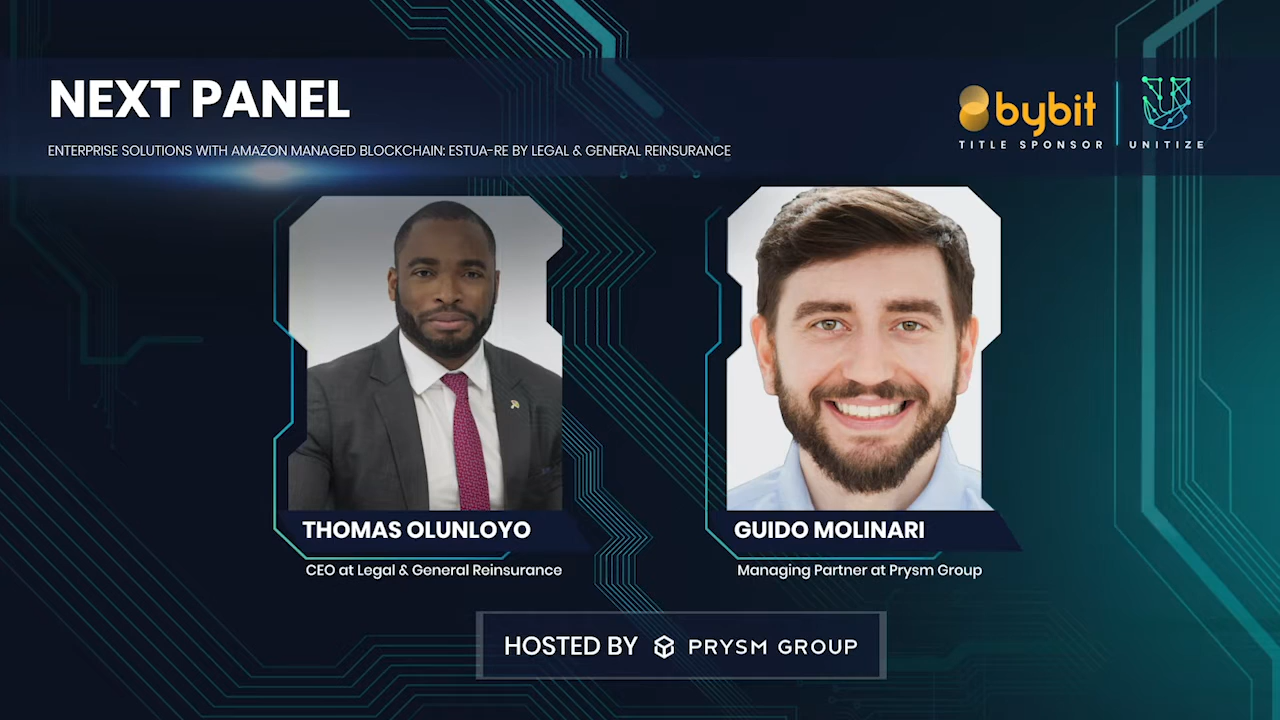 NEXT PANEL
ENTERPRISE SOLUTIONS WITH AMAZON MANAGED BLOCKCHAIN: ESTUA-RE BY LEGAL & GENERAL REINSURANCE
bybit
TITLE SPONSOR
UNITIZE
THOMAS OLUNLOYO
CEO at Legal & General Reinsurance
GUIDO MOLINARI
Managing Partner at Prysm Group
HOSTED BY PRYSM GROUP